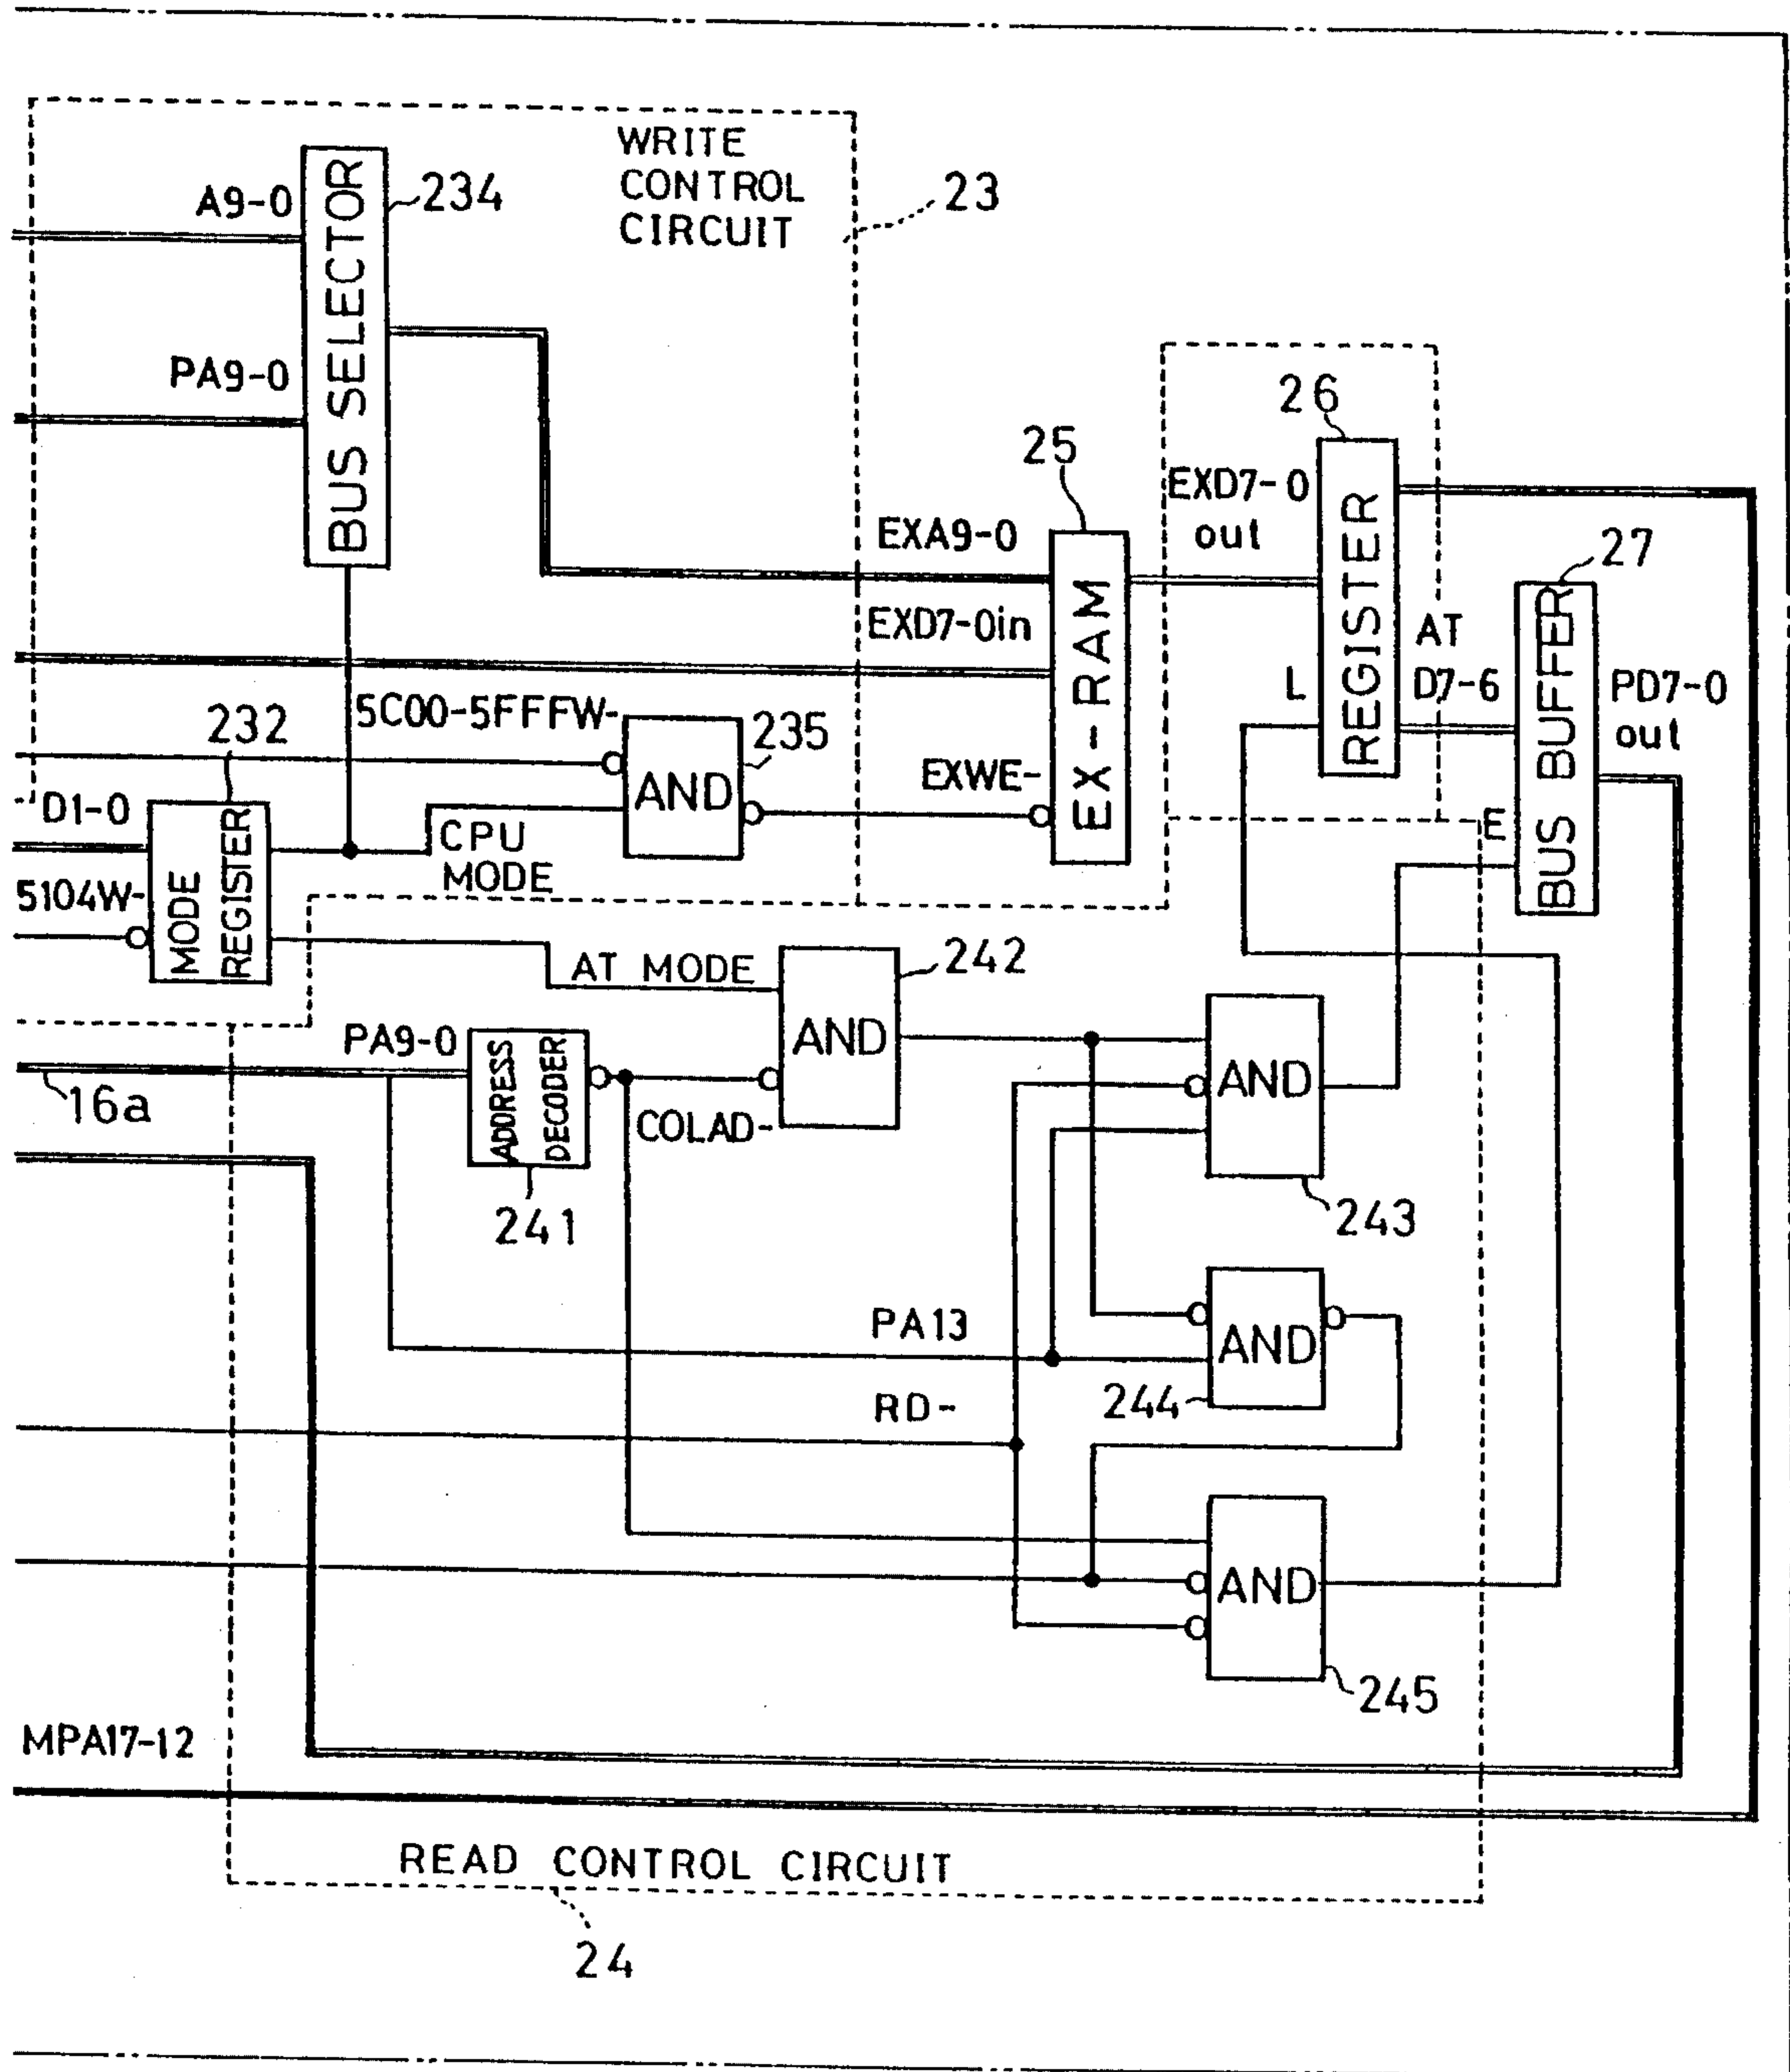 WRITE
CONTROL
CIRCUIT
23
A9-0
234
BUS SELECTOR
PA9-0
26
25
EXD7-0
out
EXA9-0
27
REGISTER
EXD7-0in
EX-RAM
AT
L
D7-6
BUS BUFFER
PD7-0
out
5C00-5FFFW-
232
235
AND
EXWE-
D1-0
E
CPU
MODE
5104W-
MODE
REGISTER
242
AT MODE
AND
PA9-0
16a
ADDRESS
DECODER
COLAD-
AND
241
243
PA13
AND
244
RD-
AND
245
MPA17-12
READ CONTROL CIRCUIT
24